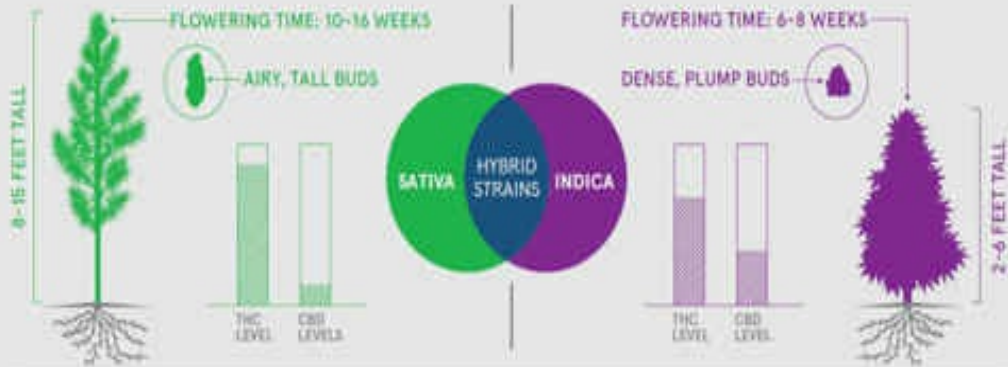 FLOWERING TIME: 10-16 WEEKS
AIRY, TALL BUDS
8-15 FEET TALL
THC
LEVEL
CBD
LEVELS
SATIVA
HYBRID
STRAINS
INDICA
FLOWERING TIME: 6-8 WEEKS
DENSE, PLUMP BUDS
2-6 FEET TALL
THC
LEVEL
CBD
LEVEL